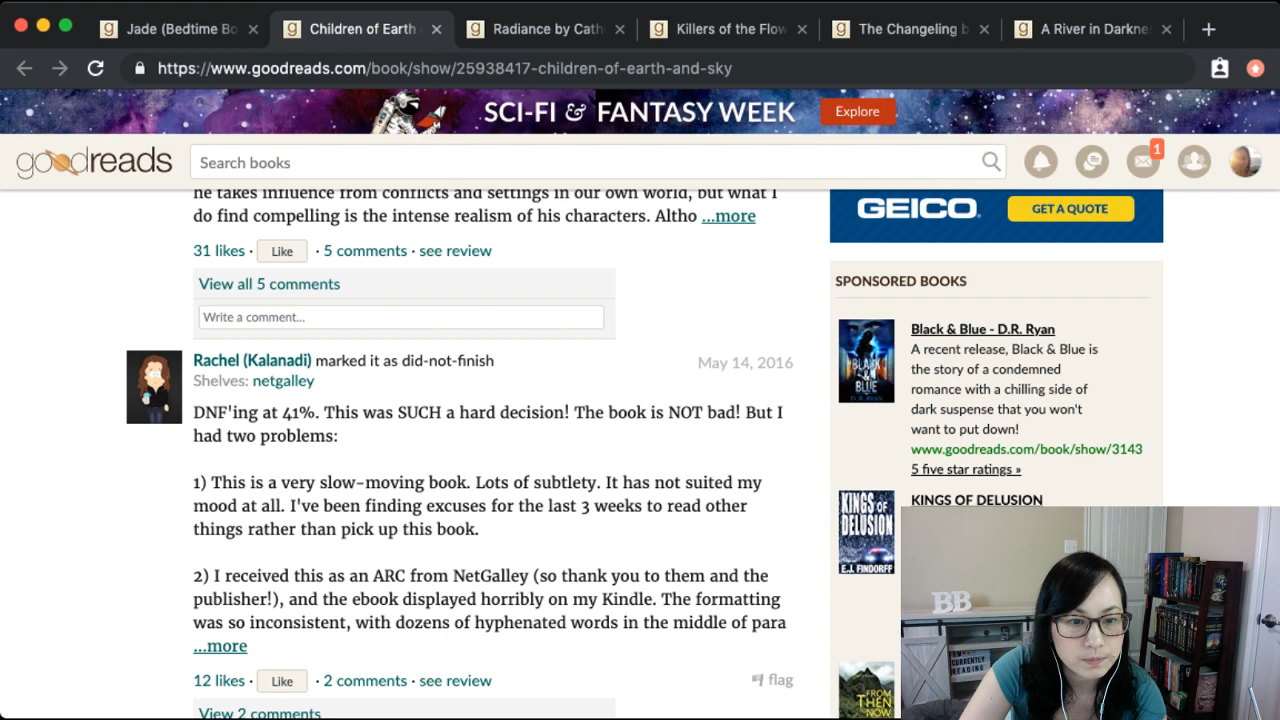 Jade (Bedtime Bo
Children of Earth
Radiance by Cath
Killers of the Flow
The Changeling b
A River in Darkne
https://www.goodreads.com/book/show/25938417-children-of-earth-and-sky
SCI-FI & FANTASY WEEK
Explore
goodreads
Search books
1
he takes influence from conflicts and settings in our own world, but what I
do find compelling is the intense realism of his characters. Altho ...more
31 likes · Like · 5 comments · see review
View all 5 comments
Write a comment...
Rachel (Kalanadi) marked it as did-not-finish
May 14, 2016
Shelves: netgalley
DNF'ing at 41%. This was SUCH a hard decision! The book is NOT bad! But I
had two problems:
1) This is a very slow-moving book. Lots of subtlety. It has not suited my
mood at all. I've been finding excuses for the last 3 weeks to read other
things rather than pick up this book.
2) I received this as an ARC from NetGalley (so thank you to them and the
publisher!), and the ebook displayed horribly on my Kindle. The formatting
was so inconsistent, with dozens of hyphenated words in the middle of para
...more
12 likes · Like · 2 comments · see review
flag
View 2 comments
GEICO
GET A QUOTE
SPONSORED BOOKS
BLACK
& BLUE
D.R. RYAN
Black & Blue - D.R. Ryan
A recent release, Black & Blue is
the story of a condemned
romance with a chilling side of
dark suspense that you won't
want to put down!
www.goodreads.com/book/show/3143
5 five star ratings »
KINGS OF
DELUSION
E.J. FINDORFF
KINGS OF DELUSION
FROM
THEN
NOW
BB
CURRENTLY
READING